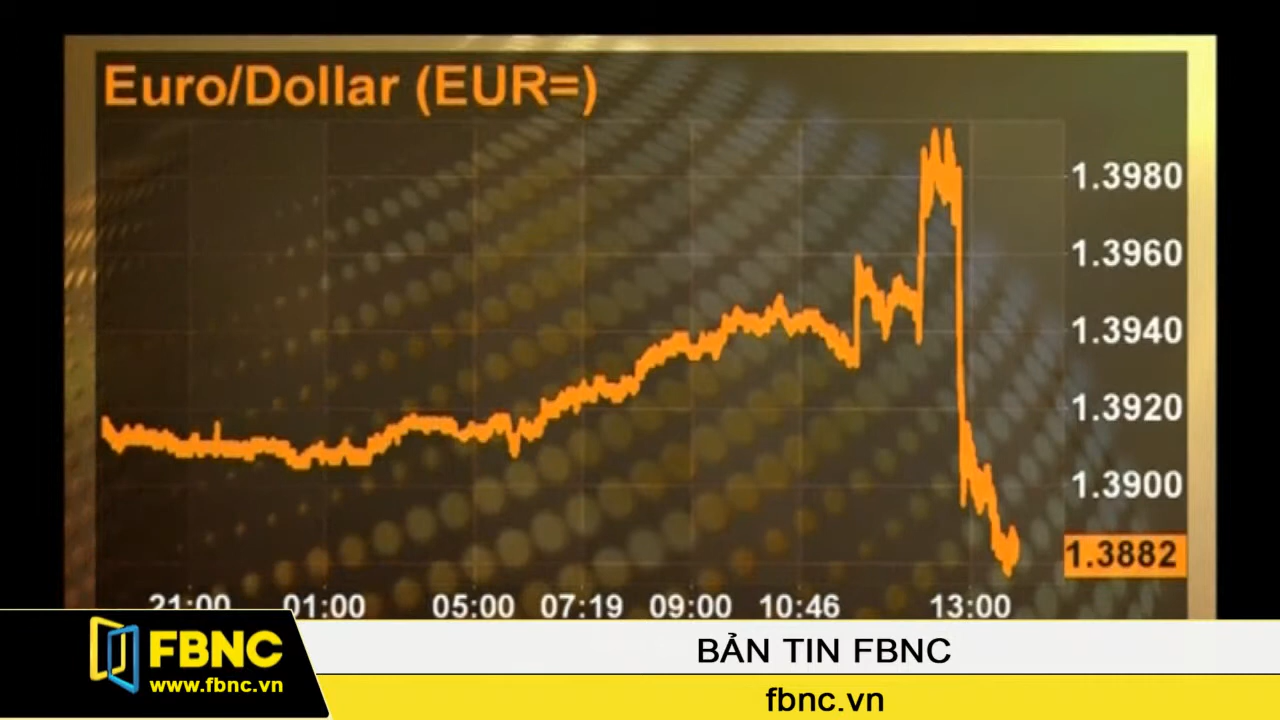 Euro/Dollar (EUR=)
1.3980
1.3960
1.3940
1.3920
1.3900
1.3882
21:00 01:00 05:00 07:19 09:00 10:46 13:00
FBNC
www.fbnc.vn
BẢN TIN FBNC
fbnc.vn